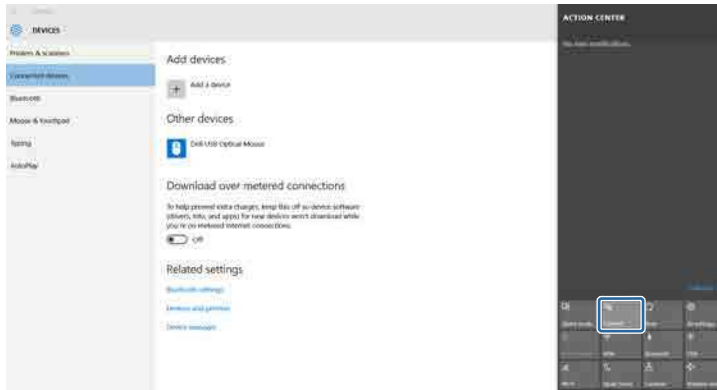 DEVICES
Printers & scanners
Connected devices
Bluetooth
Mouse & touchpad
Typing
AutoPlay
Add devices
Add a device
Other devices
Dell USB Optical Mouse
Download over metered connections
To help prevent extra charges, keep this off so device software
(drivers, info, and apps) for new devices won't download while
you're on metered Internet connections.
Off
Related settings
Bluetooth settings
Devices and printers
Device manager
ACTION CENTER
No new notifications.
Connect